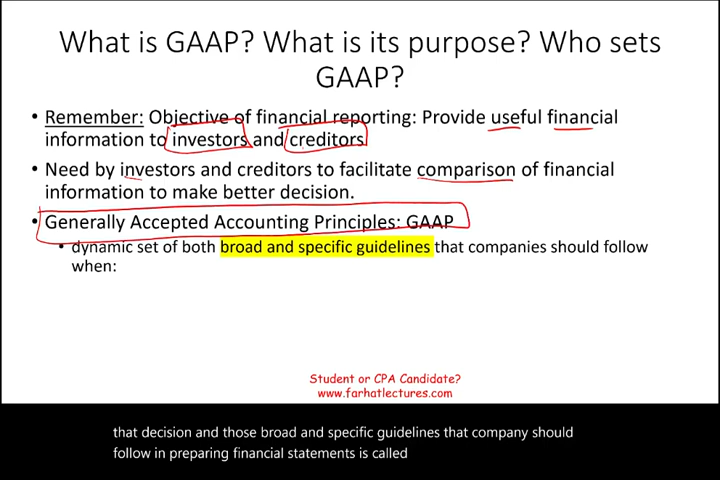 What is GAAP? What is its purpose? Who sets
GAAP?
• Remember: Objective of financial reporting: Provide useful financial
information to investors and creditors
• Need by investors and creditors to facilitate comparison of financial
information to make better decision.
• Generally Accepted Accounting Principles: GAAP
• dynamic set of both broad and specific guidelines that companies should follow
when:
Student or CPA Candidate?
www.farhatlectures.com
that decision and those broad and specific guidelines that company should
follow in preparing financial statements is called